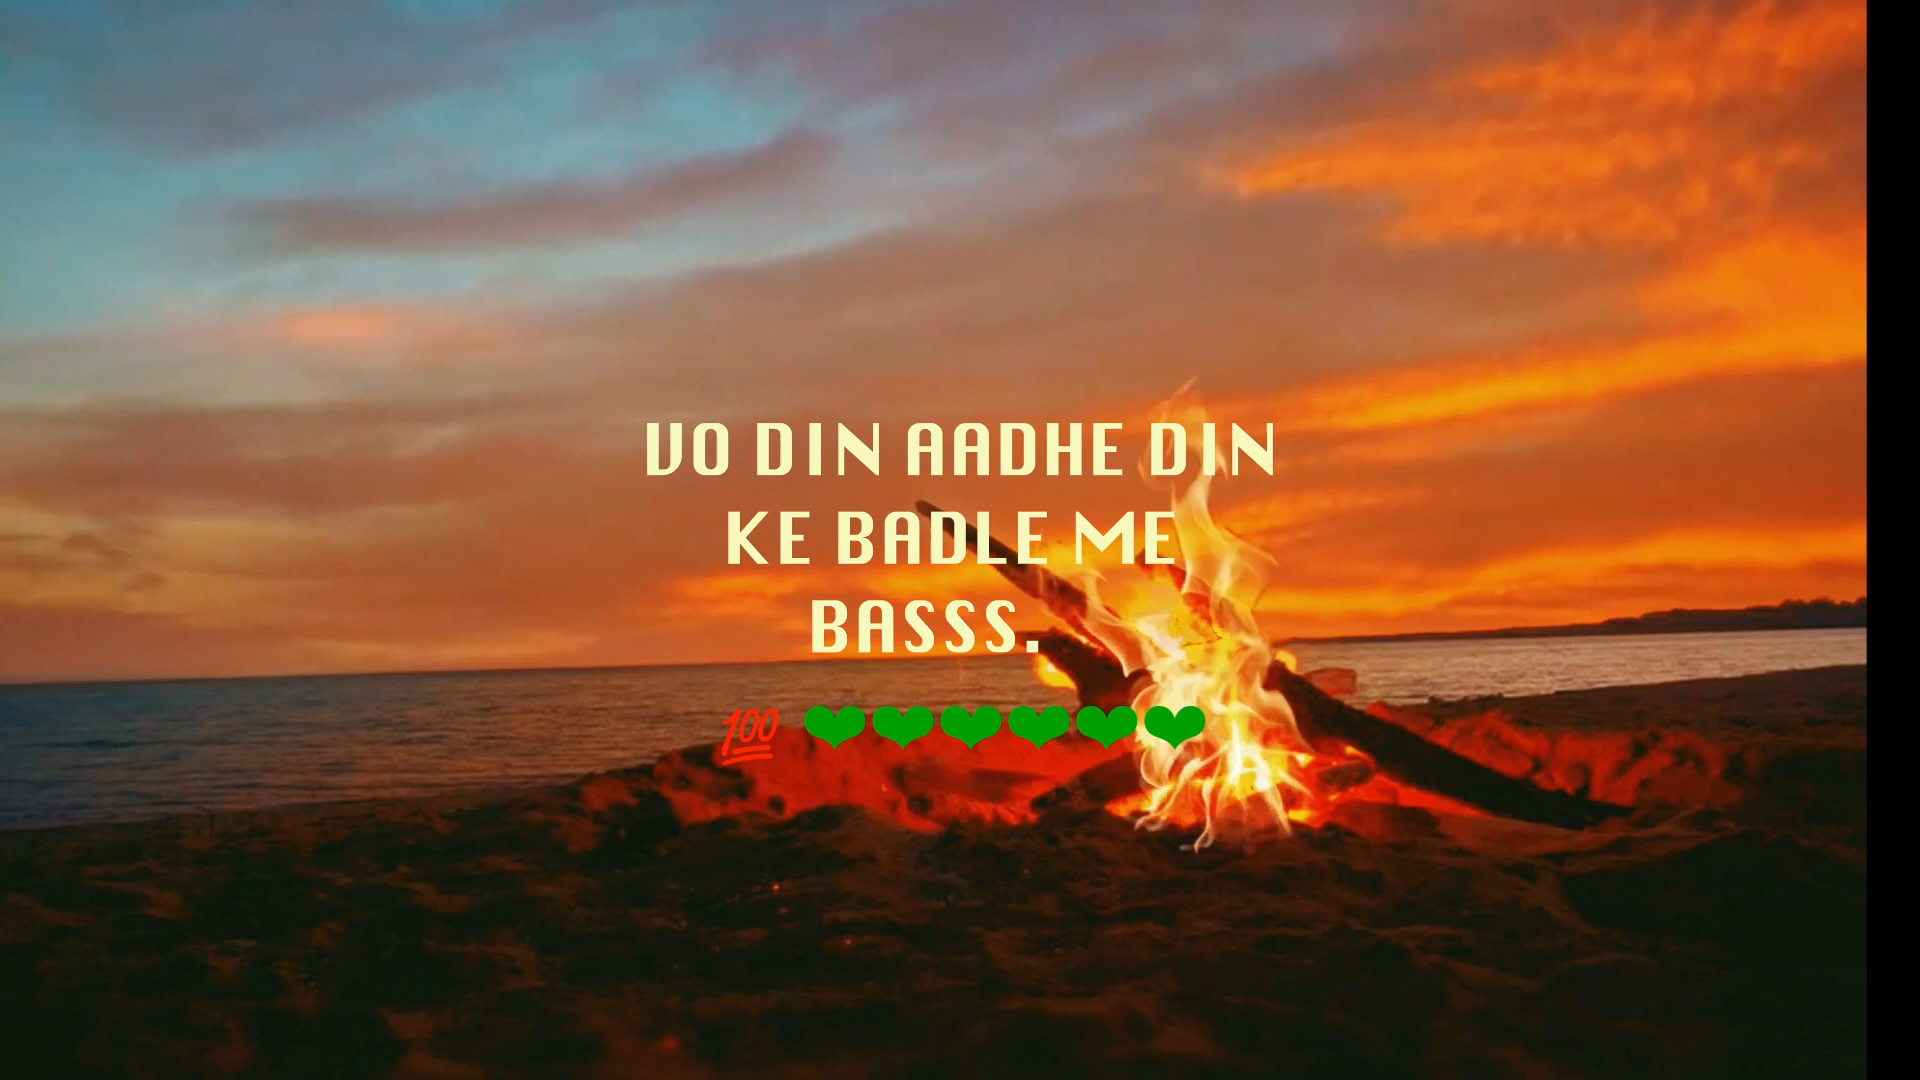 VO DIN AADHE DIN
KE BADLE ME
BASSS.
💯 ❤❤❤❤❤❤